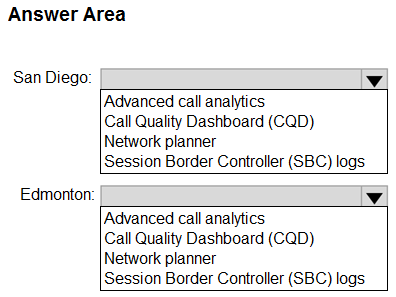 Answer Area
San Diego:
Advanced call analytics
Call Quality Dashboard (CQD)
Network planner
Session Border Controller (SBC) logs
Edmonton:
Advanced call analytics
Call Quality Dashboard (CQD)
Network planner
Session Border Controller (SBC) logs